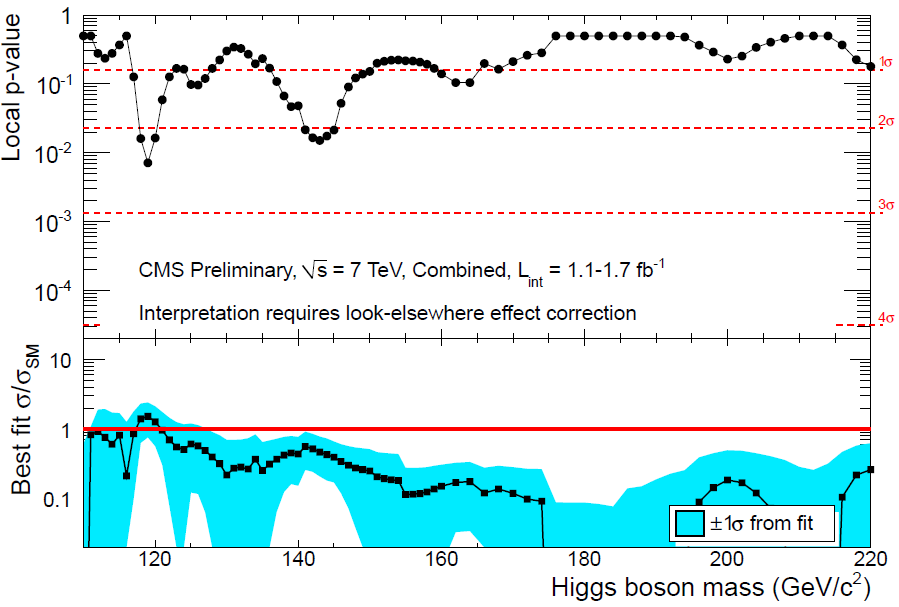 Local p-value
1
10⁻¹
10⁻²
10⁻³
10⁻⁴
1σ
2σ
3σ
4σ
CMS Preliminary, √s = 7 TeV, Combined, L_int = 1.1-1.7 fb⁻¹
Interpretation requires look-elsewhere effect correction
Best fit σ/σ_SM
10
1
0.1
±1σ from fit
120 140 160 180 200 220
Higgs boson mass (GeV/c²)